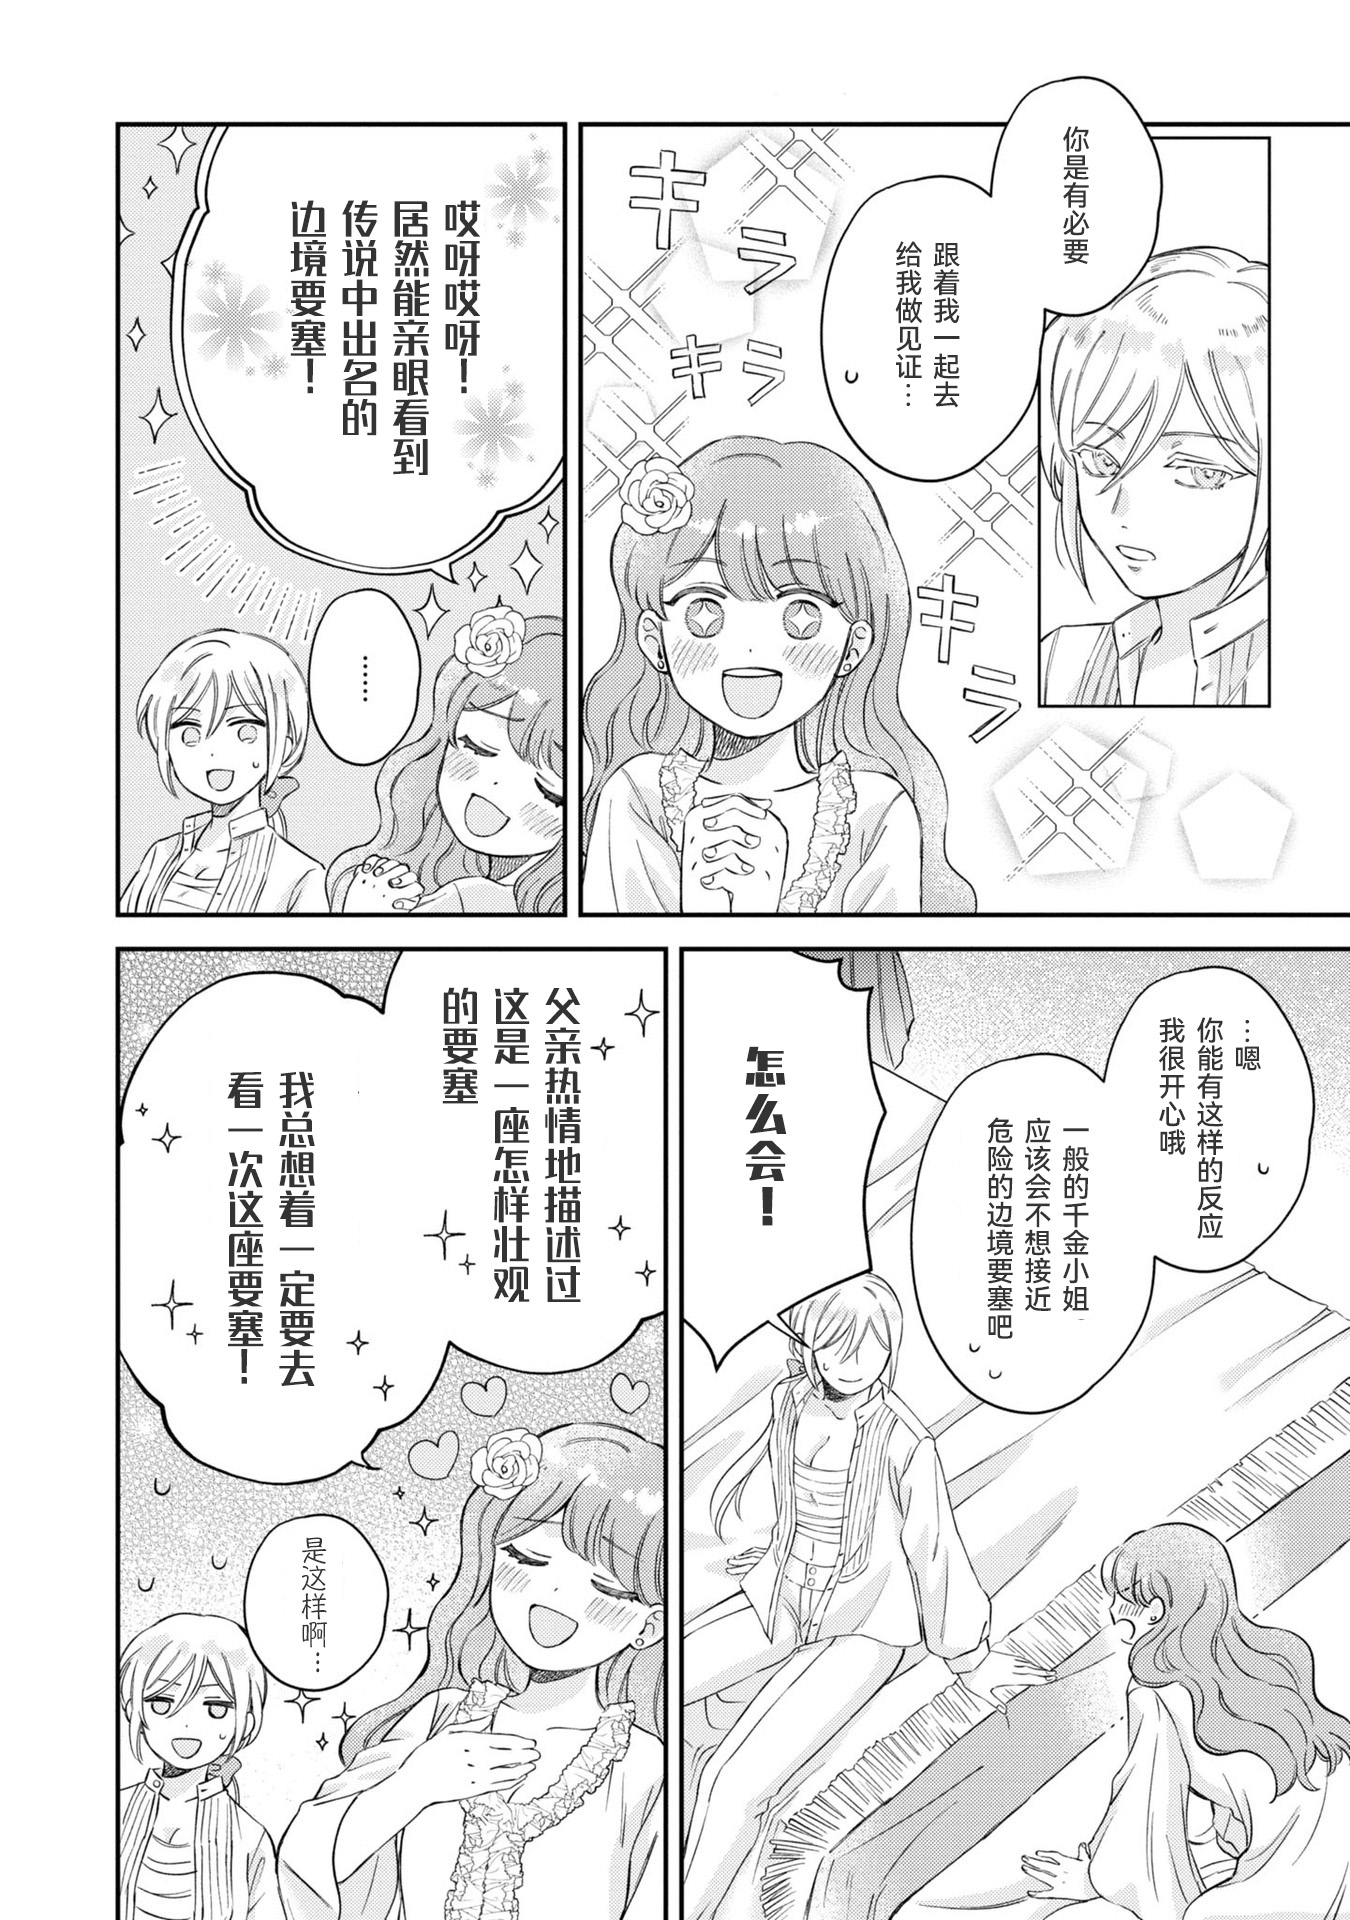 你是有必要
跟着我一起去
给我做见证…
キラ
キラ
キラ
哎呀哎呀！
居然能亲眼看到
传说中出名的
边境要塞！
……
…嗯
你能有这样的反应
我很开心哦
一般的千金小姐
应该会不想接近
危险的边境要塞吧
怎么会！
父亲热情地描述过
这是一座怎样壮观
的要塞
我总想着一定要去
看一次这座要塞！
是这样啊…